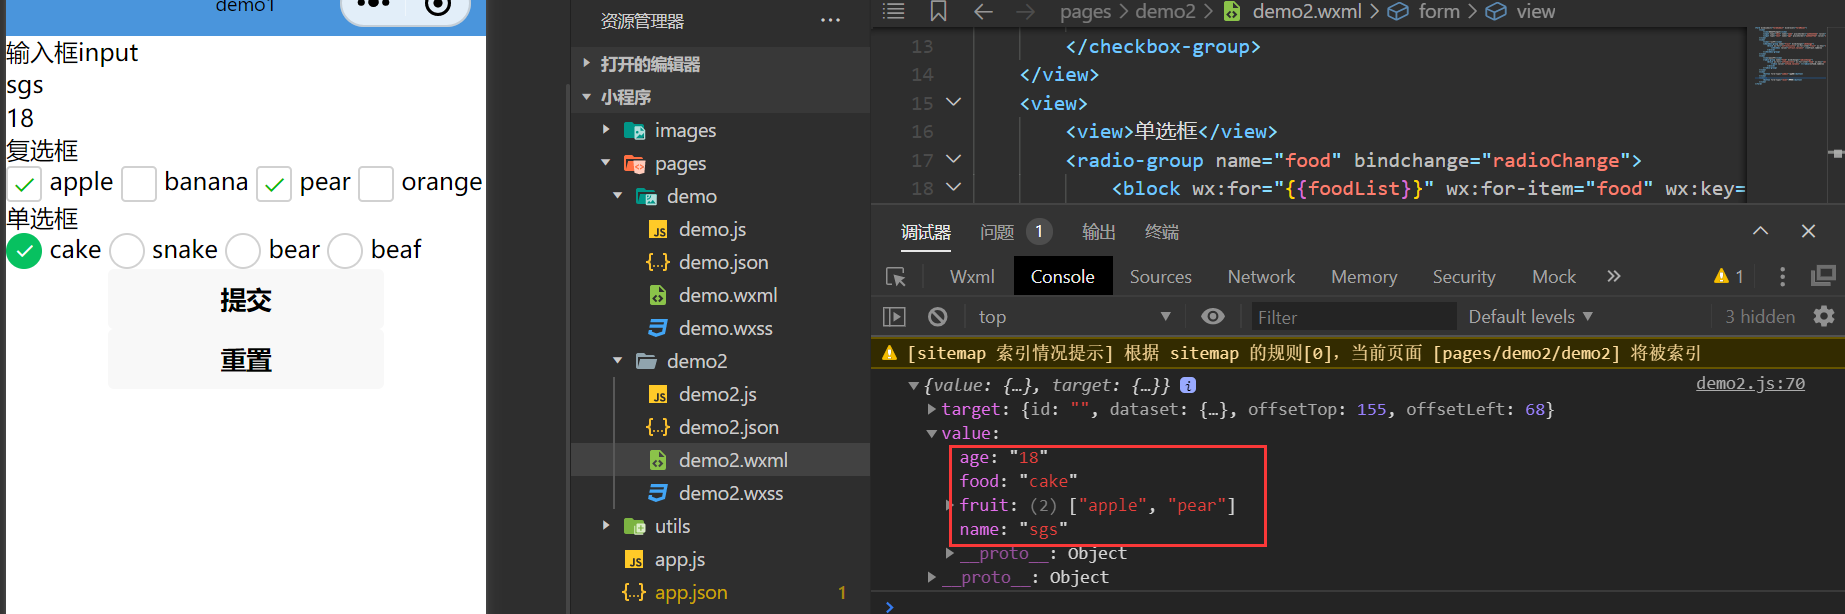 demo1
输入框input
sgs
18
复选框
apple banana pear orange
单选框
cake snake bear beaf
提交
重置
资源管理器
打开的编辑器
小程序
images
pages
demo
demo.js
demo.json
demo.wxml
demo.wxss
demo2
demo2.js
demo2.json
demo2.wxml
demo2.wxss
utils
app.js
app.json 1
pages > demo2 > demo2.wxml > form > view
13 </checkbox-group>
14 </view>
15 <view>
16 <view>单选框</view>
17 <radio-group name="food" bindchange="radioChange">
18 <block wx:for="{{foodList}}" wx:for-item="food" wx:key=
调试器 问题 1 输出 终端
Wxml Console Sources Network Memory Security Mock » 1
top Filter Default levels 3 hidden
[sitemap 索引情况提示] 根据 sitemap 的规则[0]，当前页面 [pages/demo2/demo2] 将被索引
{value: {…}, target: {…}} i demo2.js:70
target: {id: "", dataset: {…}, offsetTop: 155, offsetLeft: 68}
value:
age: "18"
food: "cake"
fruit: (2) ["apple", "pear"]
name: "sgs"
__proto__: Object
__proto__: Object